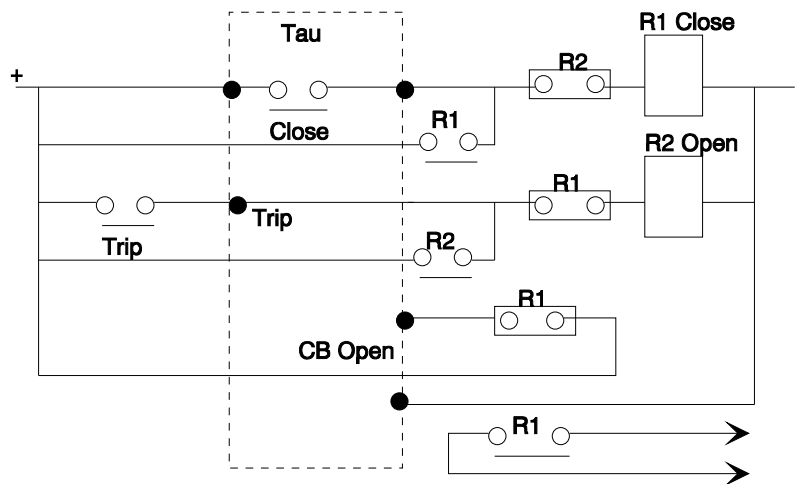 R1 Close
Tau
+
R2
Close
R1
R2 Open
R1
Trip
Trip
R2
R1
CB Open
R1